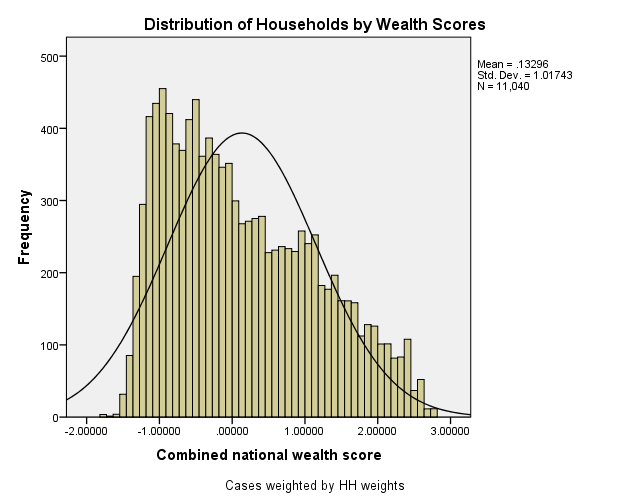 Distribution of Households by Wealth Scores
Mean = .13296
Std. Dev. = 1.01743
N = 11,040
Frequency
500
400
300
200
100
0
-2.00000 -1.00000 .00000 1.00000 2.00000 3.00000
Combined national wealth score
Cases weighted by HH weights